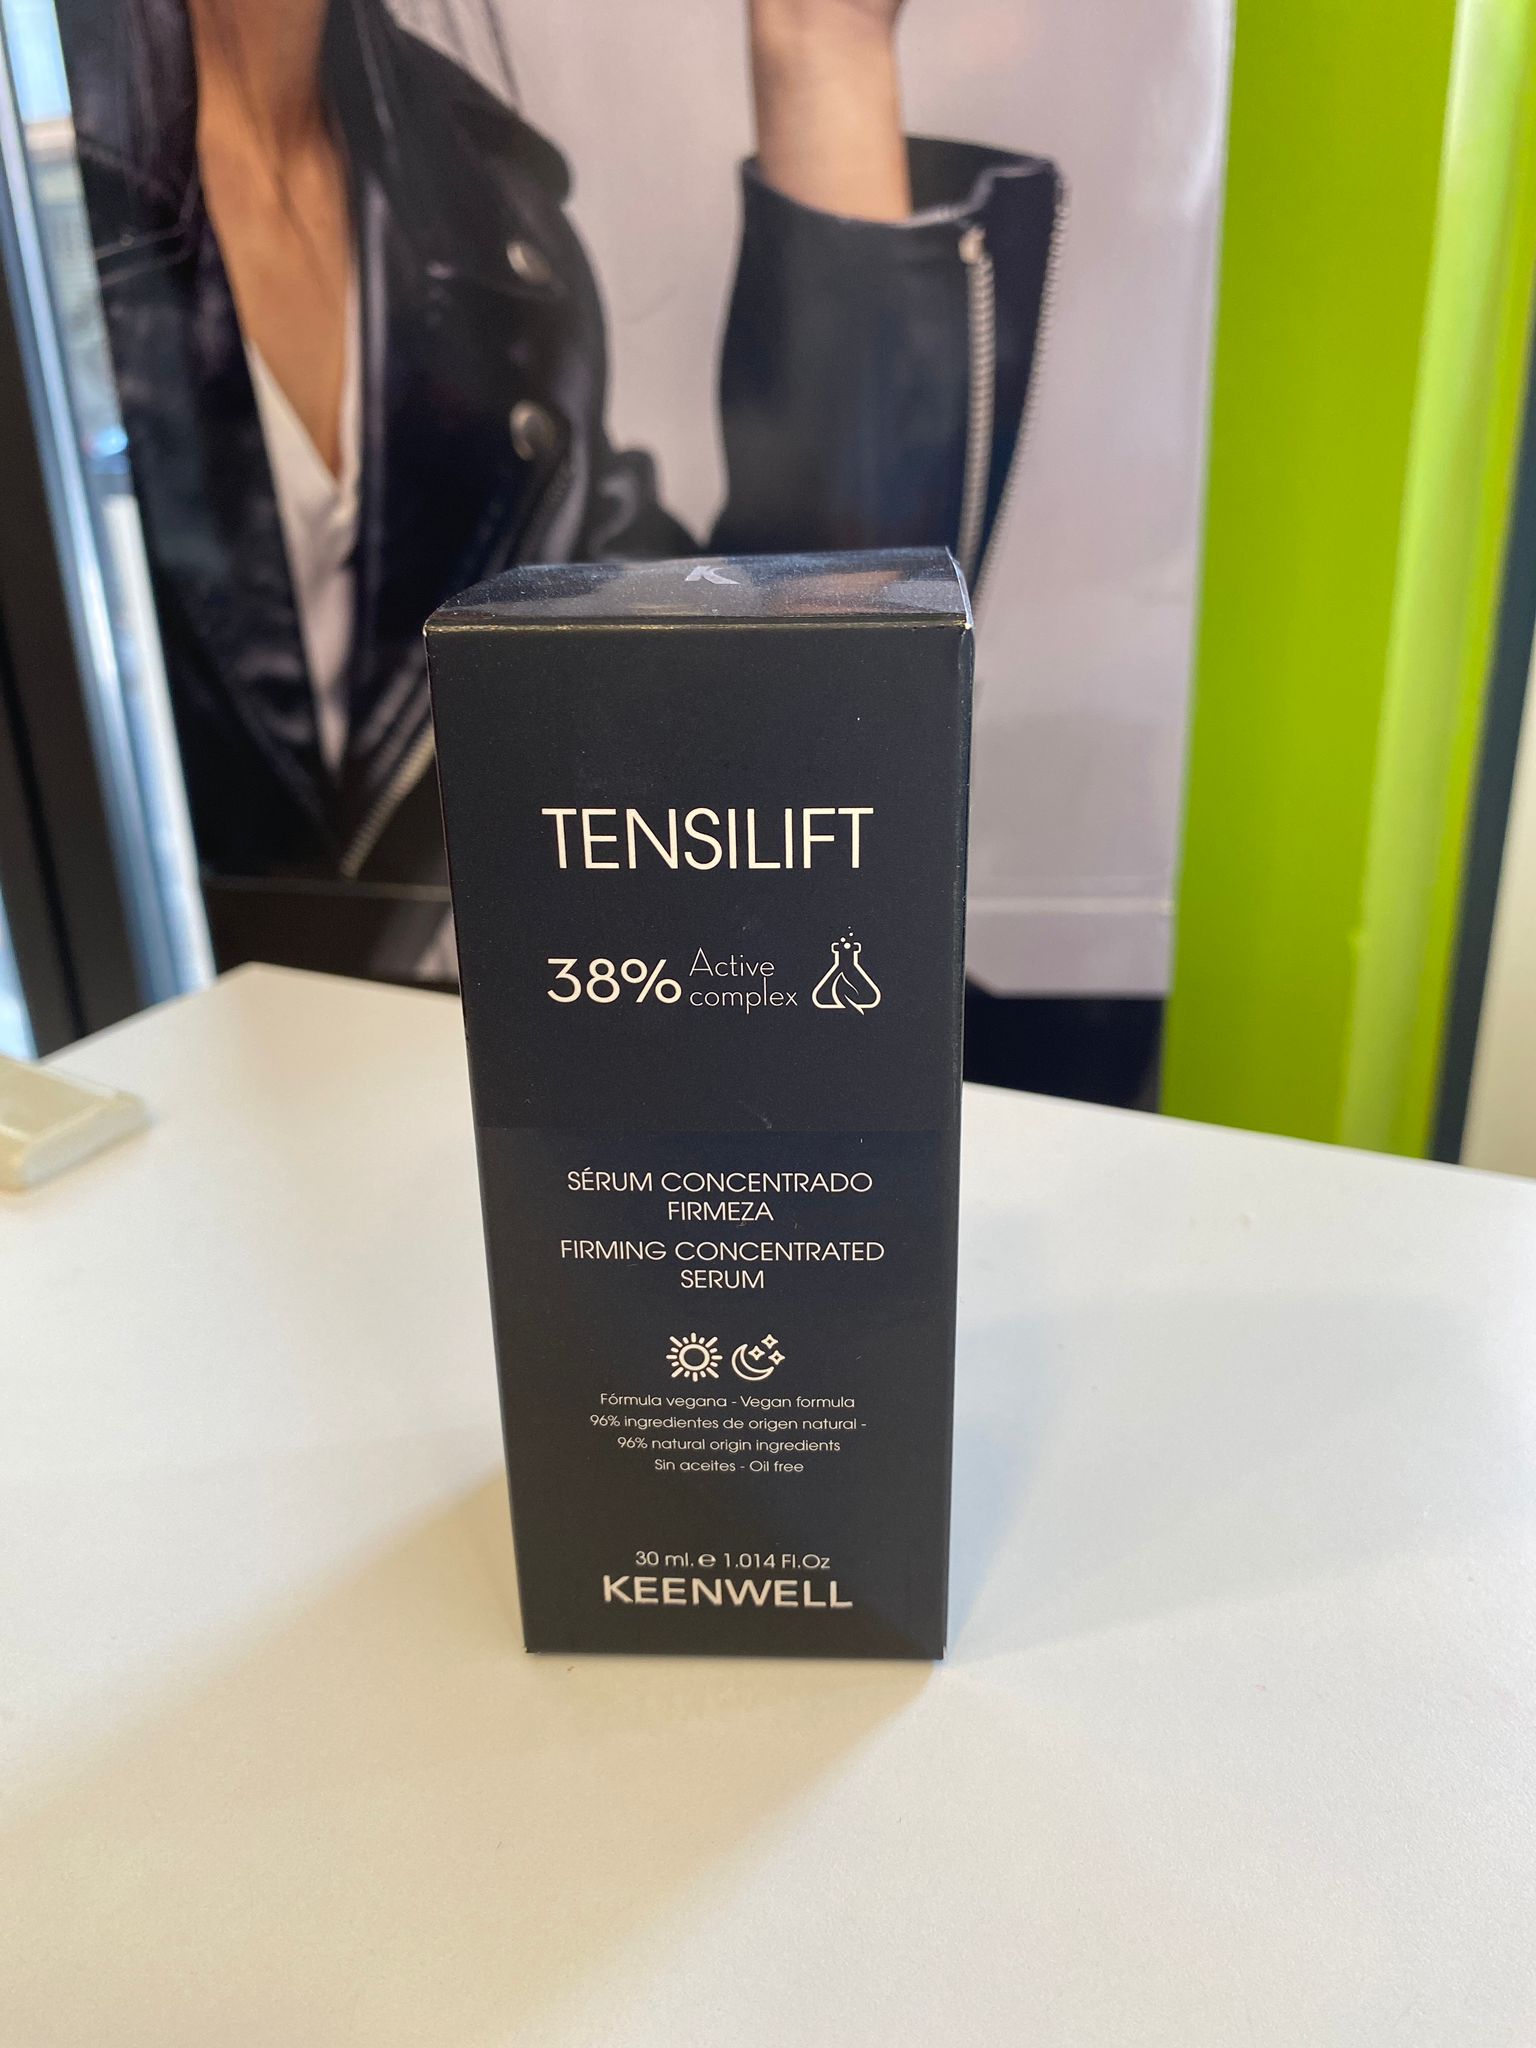 K
TENSILIFT
38% Active
complex
SÉRUM CONCENTRADO
FIRMEZA
FIRMING CONCENTRATED
SERUM
Fórmula vegana - Vegan formula
96% ingredientes de origen natural -
96% natural origin ingredients
Sin aceites - Oil free
30 ml. ℮ 1.014 Fl.Oz
KEENWELL